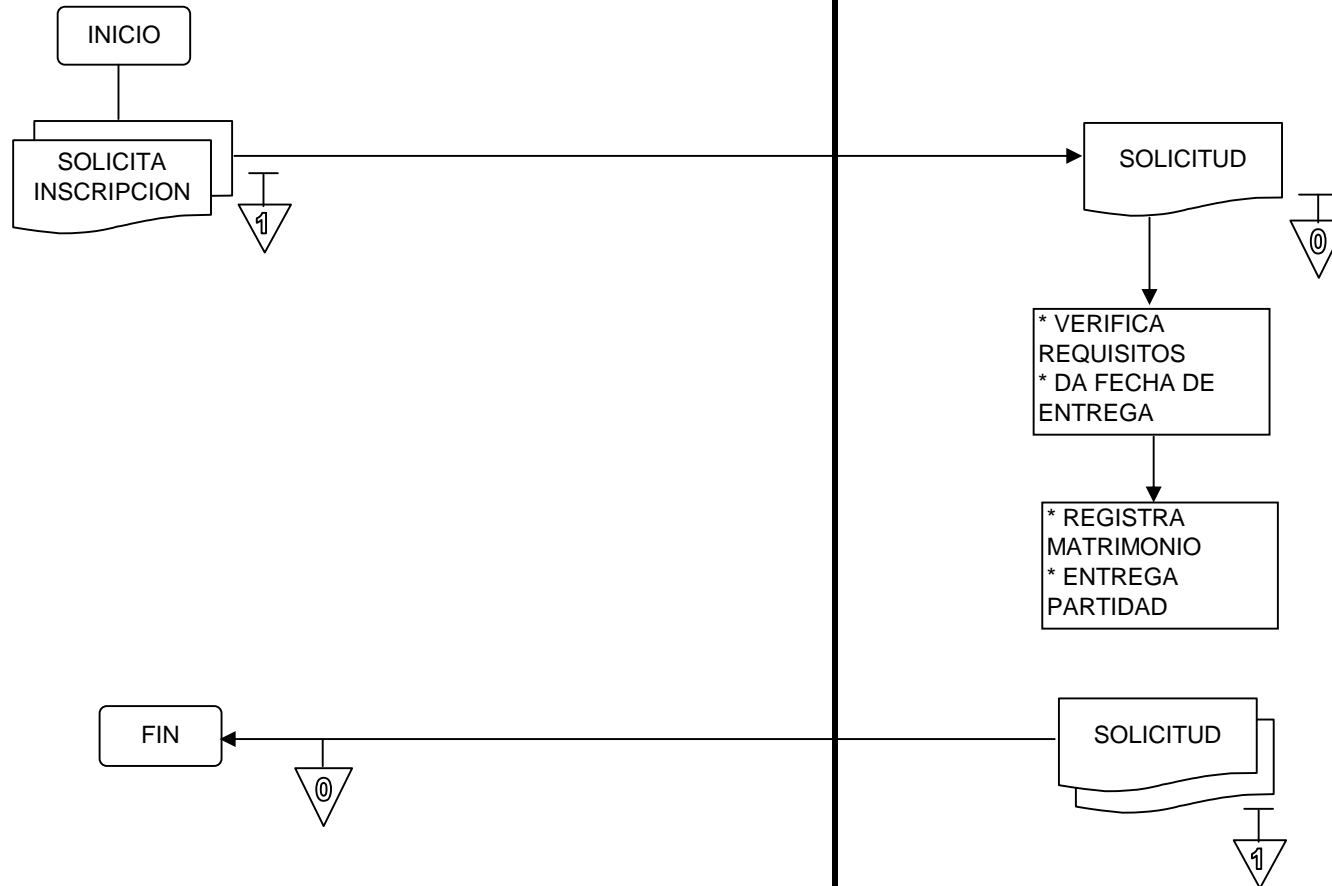 INICIO
SOLICITA
INSCRIPCION
1
SOLICITUD
0
* VERIFICA
REQUISITOS
* DA FECHA DE
ENTREGA
* REGISTRA
MATRIMONIO
* ENTREGA
PARTIDAD
FIN
0
SOLICITUD
1